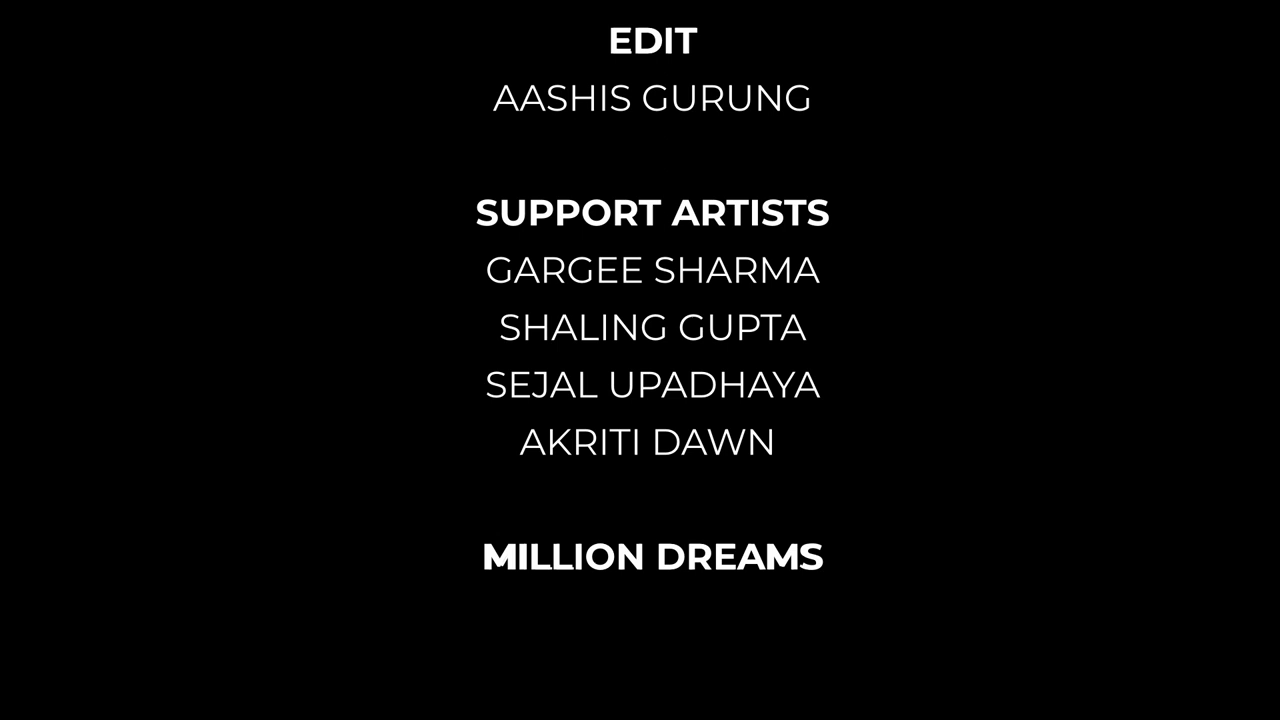 EDIT
AASHIS GURUNG
SUPPORT ARTISTS
GARGEE SHARMA
SHALING GUPTA
SEJAL UPADHAYA
AKRITI DAWN
MILLION DREAMS